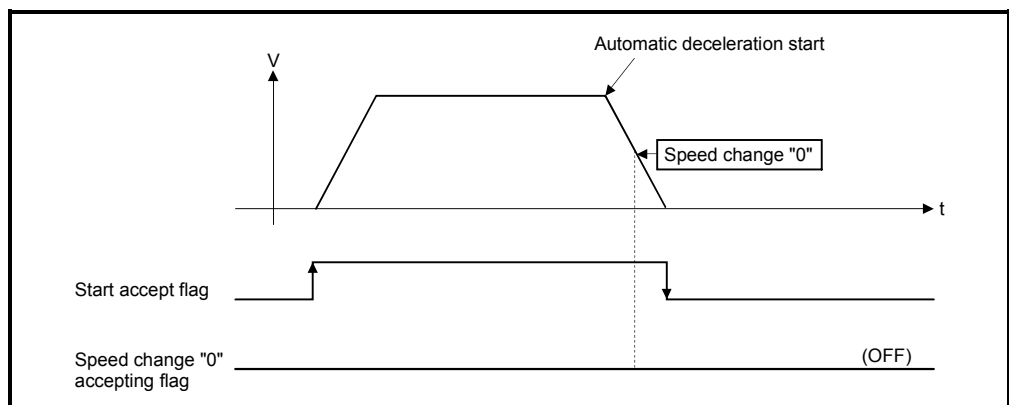 Automatic deceleration start
V
Speed change "0"
t
Start accept flag
Speed change "0"
accepting flag
(OFF)